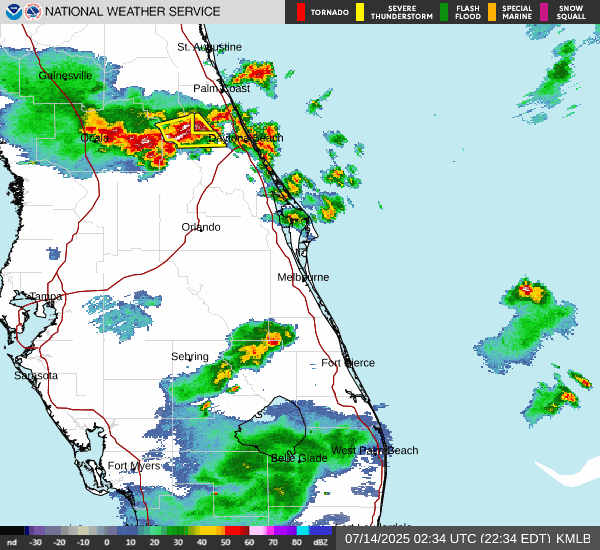 NATIONAL WEATHER SERVICE
TORNADO
SEVERE THUNDERSTORM
FLASH FLOOD
SPECIAL MARINE
SNOW SQUALL
St. Augustine
Gainesville
Palm Coast
Ocala
Daytona Beach
Orlando
Melbourne
Tampa
Sebring
Fort Pierce
Sarasota
West Palm Beach
Belle Glade
Fort Myers
nd -30 -20 -10 0 10 20 30 40 50 60 70 80 dBZ
07/14/2025 02:34 UTC (22:34 EDT) KMLB